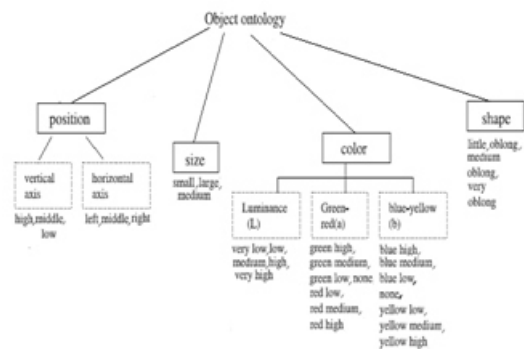 Object ontology
position
size
color
shape
vertical
axis
high,middle,
low
horizontal
axis
left,middle,right
small,large,
medium
Luminance
(L)
very low,low,
medium,high,
very high
Green-
red(a)
green high,
green medium,
green low, none
red low,
red medium,
red high
blue-yellow
(b)
blue high,
blue medium,
blue low,
none,
yellow low,
yellow medium,
yellow high
little, oblong,
medium
oblong,
very
oblong